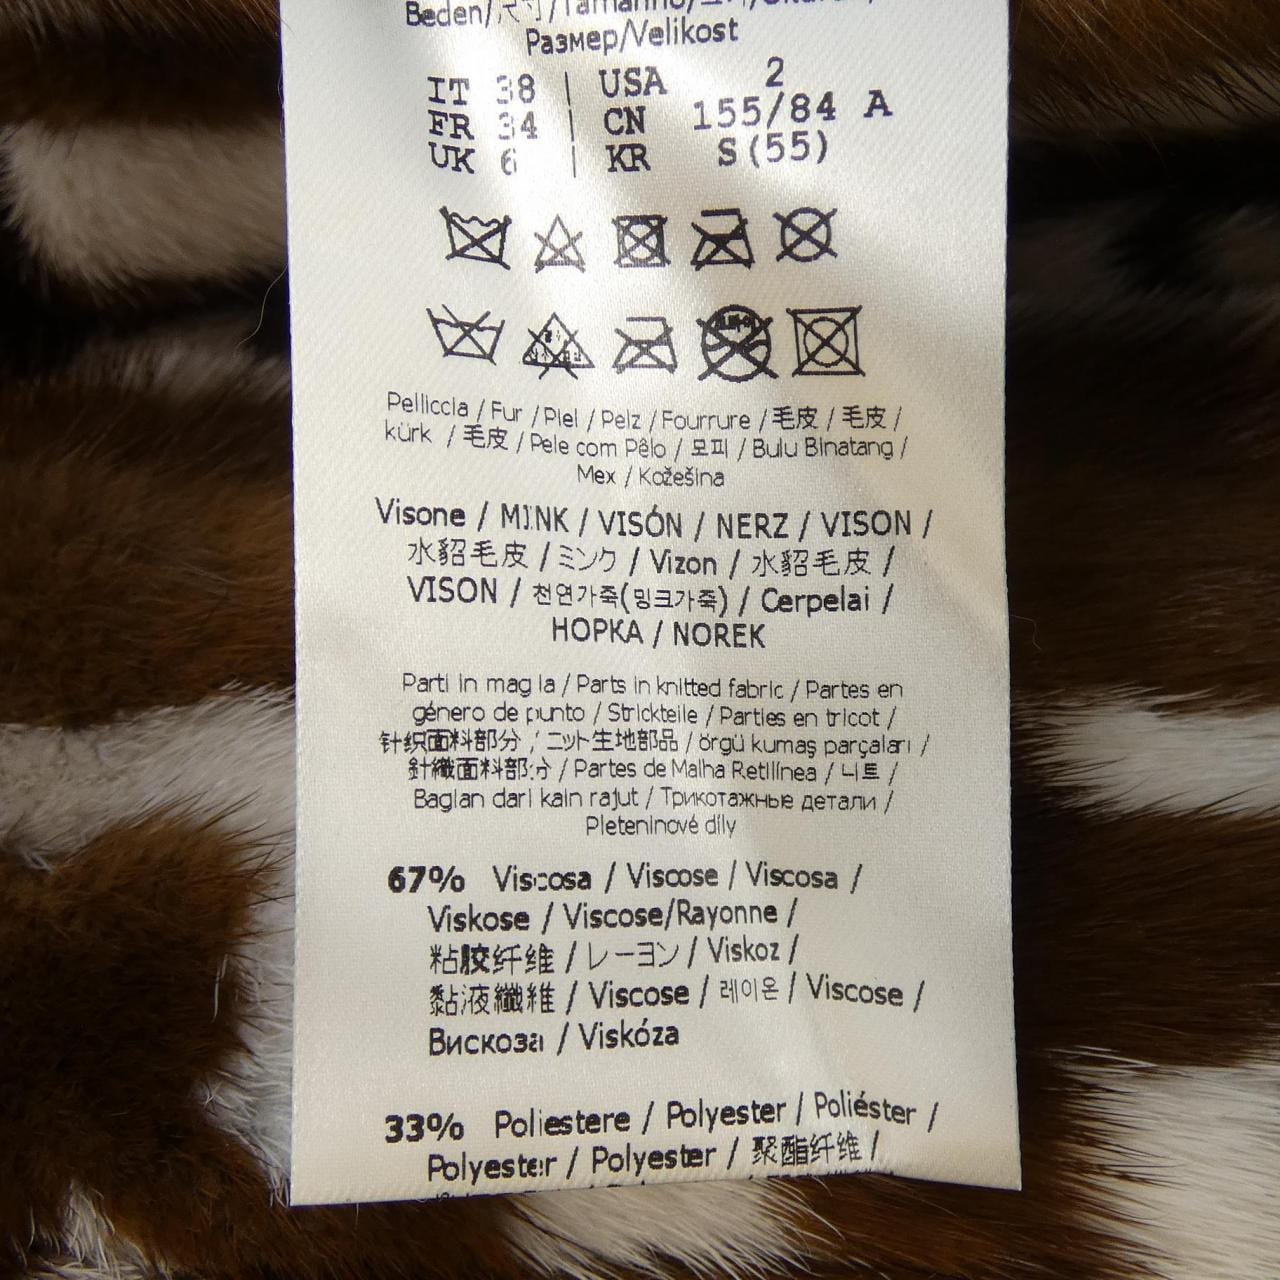 Beden/尺寸/Tamanho/크기/
Размер/Velikost
IT 38 | USA 2
FR 34 | CN 155/84 A
UK 6 | KR S(55)
Pelliccia / Fur / Piel / Pelz / Fourrure / 毛皮 / 毛皮 /
kürk / 毛皮 / Pele com Pêlo / 모피 / Bulu Binatang /
Mex / Kožešina
Visone / MINK / VISÓN / NERZ / VISON /
水貂毛皮 / ミンク / Vizon / 水貂毛皮 /
VISON / 천연가죽(밍크가죽) / Cerpelai /
НОРКА / NOREK
Parti in maglia / Parts in knitted fabric / Partes en
género de punto / Strickteile / Parties en tricot /
针织面料部分 / ニット生地部品 / örgü kumaş parçaları /
針織面料部分 / Partes de Malha Retilínea / 니트 /
Bagian dari kain rajut / Трикотажные детали /
Pleteninové díly
67% Viscosa / Viscose / Viscosa /
Viskose / Viscose/Rayonne /
粘胶纤维 / レーヨン / Viskoz /
黏液纖維 / Viscose / 레이온 / Viscose /
Вискоза / Viskóza
33% Poliestere / Polyester / Poliéster /
Polyester / Polyester / 聚酯纤维 /